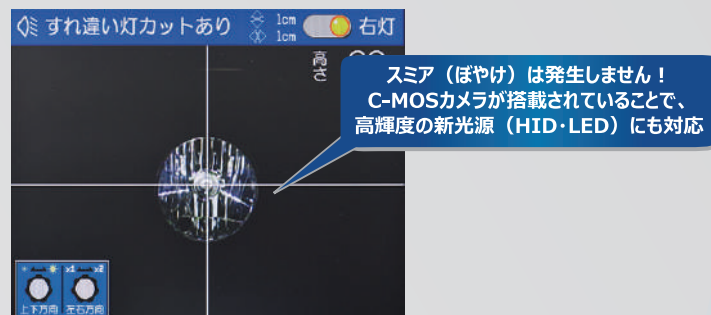 すれ違い灯カットあり
1cm
1cm
右灯
高さ
スミア（ぼやけ）は発生しません！
C-MOSカメラが搭載されていることで、
高輝度の新光源（HID・LED）にも対応
x1 x2
上下方向 左右方向